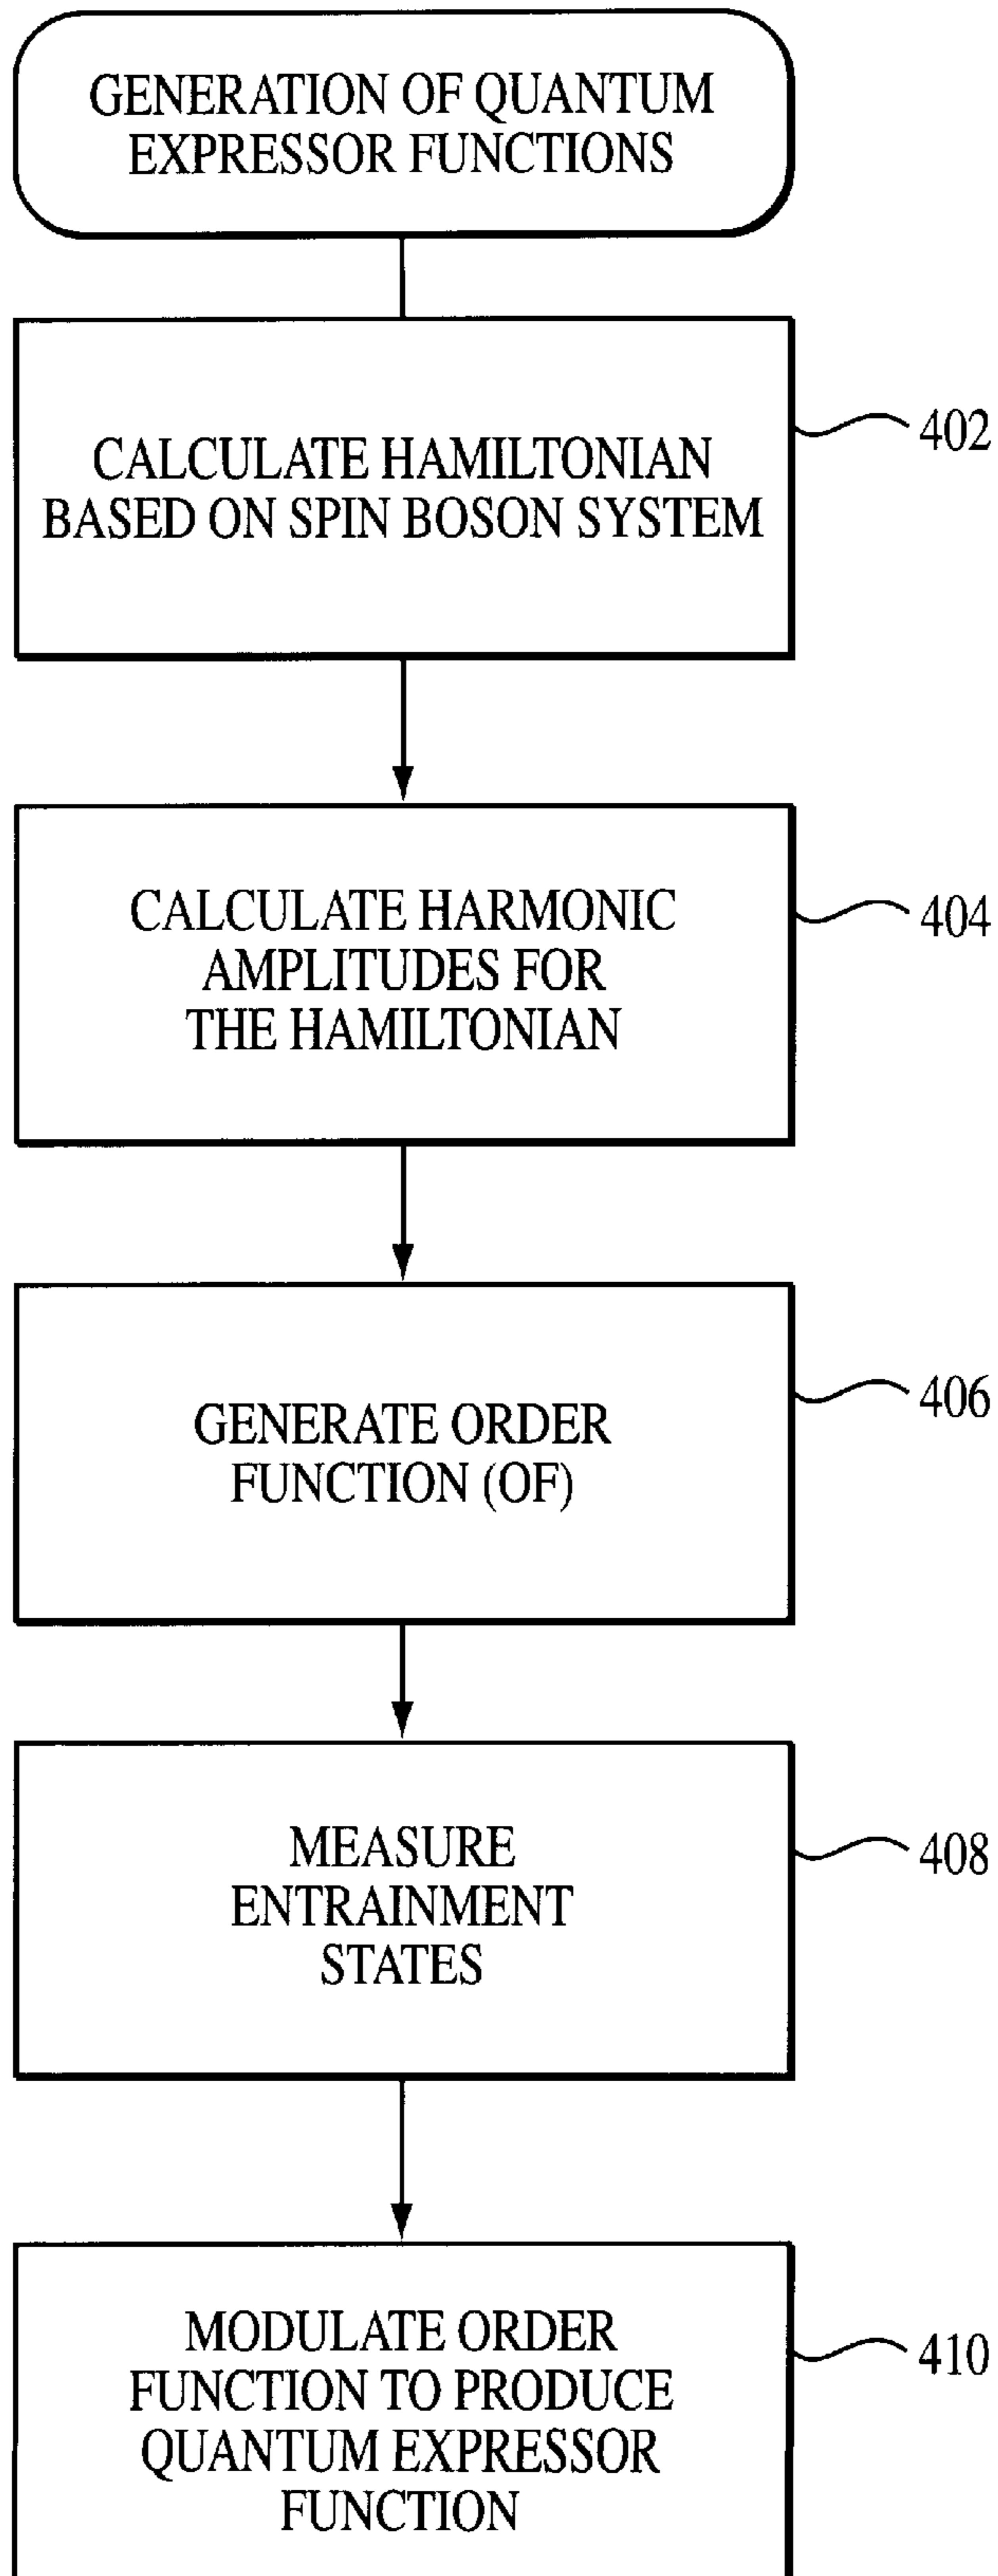 GENERATION OF QUANTUM
EXPRESSOR FUNCTIONS
CALCULATE HAMILTONIAN
BASED ON SPIN BOSON SYSTEM
402
CALCULATE HARMONIC
AMPLITUDES FOR
THE HAMILTONIAN
404
GENERATE ORDER
FUNCTION (OF)
406
MEASURE
ENTRAINMENT
STATES
408
MODULATE ORDER
FUNCTION TO PRODUCE
QUANTUM EXPRESSOR
FUNCTION
410